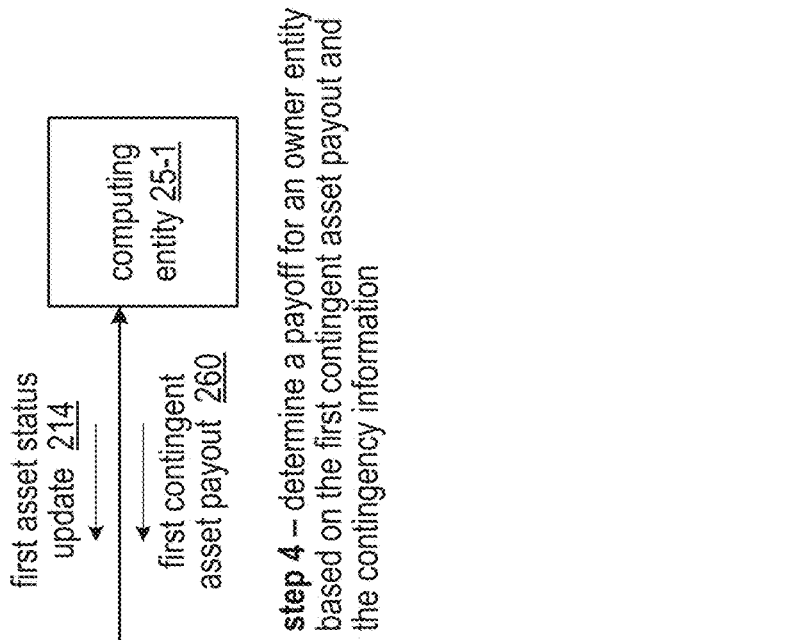 first asset status
update 214
computing
entity 25-1
first contingent
asset payout 260
step 4 – determine a payoff for an owner entity
based on the first contingent asset payout and
the contingency information